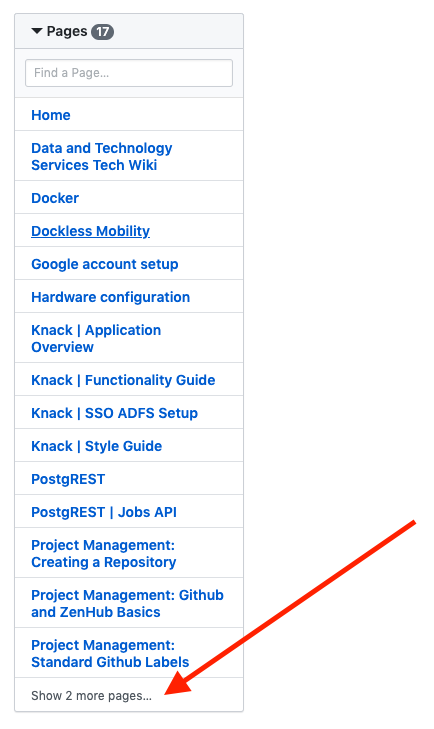 Pages 17
Find a Page...
Home
Data and Technology
Services Tech Wiki
Docker
Dockless Mobility
Google account setup
Hardware configuration
Knack | Application
Overview
Knack | Functionality Guide
Knack | SSO ADFS Setup
Knack | Style Guide
PostgREST
PostgREST | Jobs API
Project Management:
Creating a Repository
Project Management: Github
and ZenHub Basics
Project Management:
Standard Github Labels
Show 2 more pages...